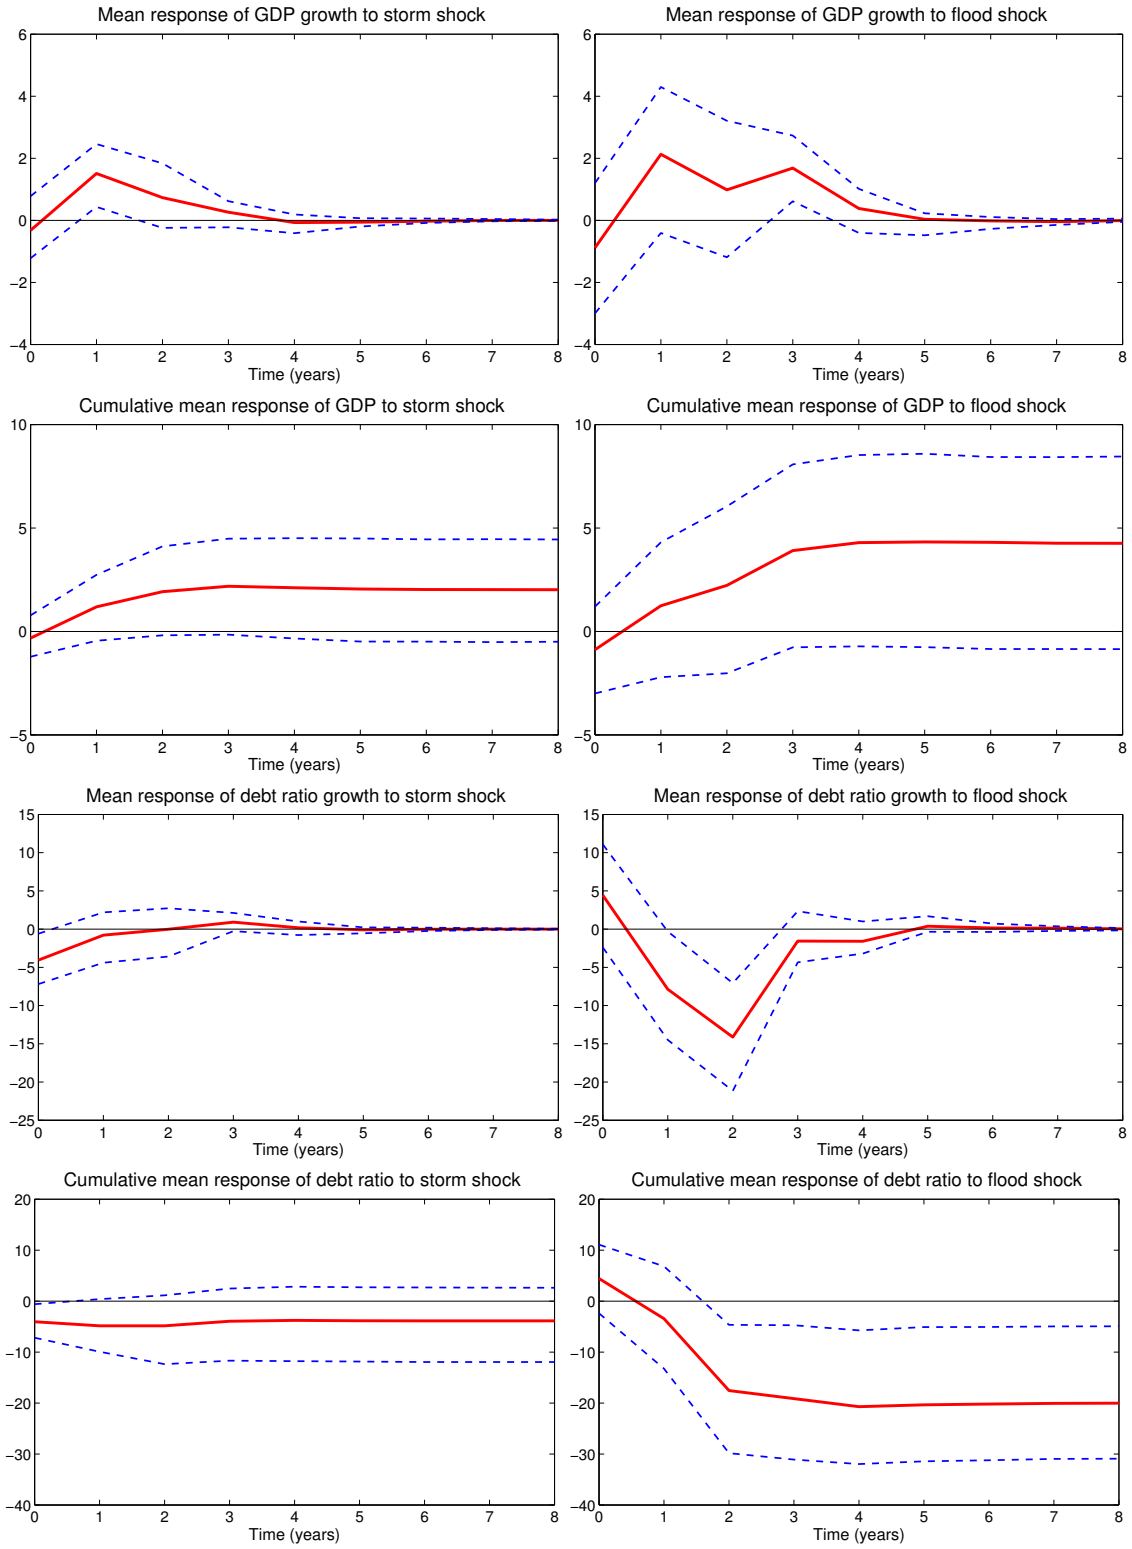 Mean response of GDP growth to storm shock
6
4
2
0
−2
−4
0 1 2 3 4 5 6 7 8
Time (years)
Mean response of GDP growth to flood shock
6
4
2
0
−2
−4
0 1 2 3 4 5 6 7 8
Time (years)
Cumulative mean response of GDP to storm shock
10
5
0
−5
0 1 2 3 4 5 6 7 8
Time (years)
Cumulative mean response of GDP to flood shock
10
5
0
−5
0 1 2 3 4 5 6 7 8
Time (years)
Mean response of debt ratio growth to storm shock
15
10
5
0
−5
−10
−15
−20
−25
0 1 2 3 4 5 6 7 8
Time (years)
Mean response of debt ratio growth to flood shock
15
10
5
0
−5
−10
−15
−20
−25
0 1 2 3 4 5 6 7 8
Time (years)
Cumulative mean response of debt ratio to storm shock
20
10
0
−10
−20
−30
−40
0 1 2 3 4 5 6 7 8
Time (years)
Cumulative mean response of debt ratio to flood shock
20
10
0
−10
−20
−30
−40
0 1 2 3 4 5 6 7 8
Time (years)